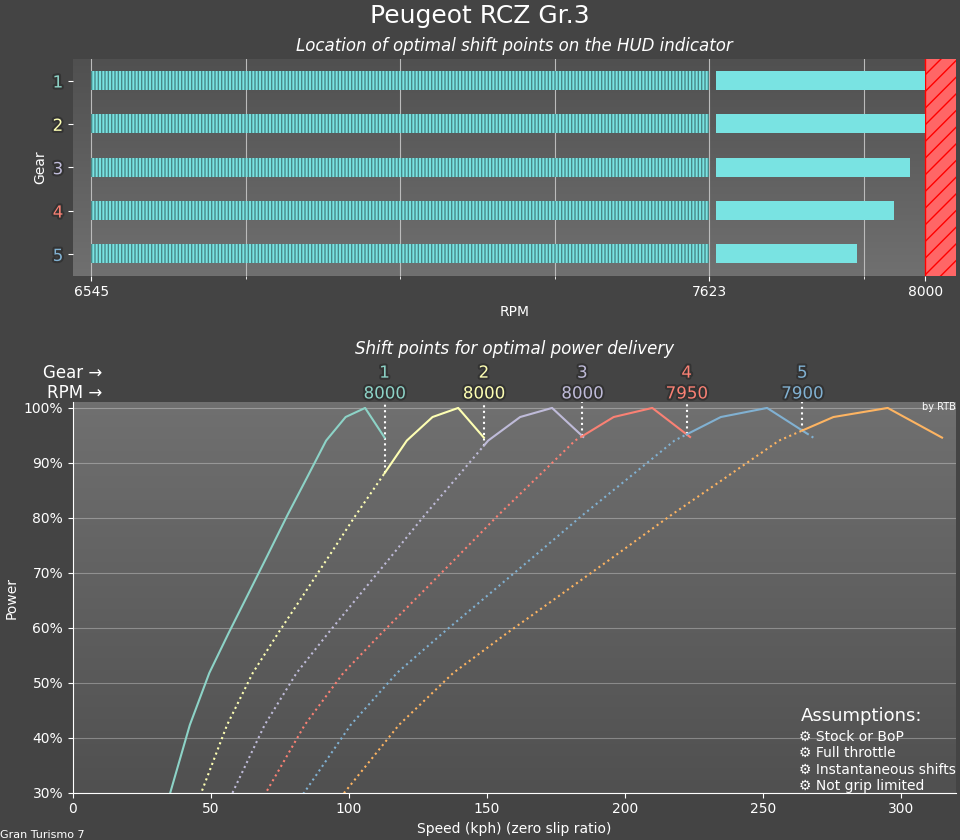 Peugeot RCZ Gr.3
Location of optimal shift points on the HUD indicator
Gear
1
2
3
4
5
6545 7623 8000
RPM
Shift points for optimal power delivery
Gear → 1 2 3 4 5
RPM → 8000 8000 8000 7950 7900
by RTB
Power
100%
90%
80%
70%
60%
50%
40%
30%
Assumptions:
⚙ Stock or BoP
⚙ Full throttle
⚙ Instantaneous shifts
⚙ Not grip limited
0 50 100 150 200 250 300
Speed (kph) (zero slip ratio)
Gran Turismo 7